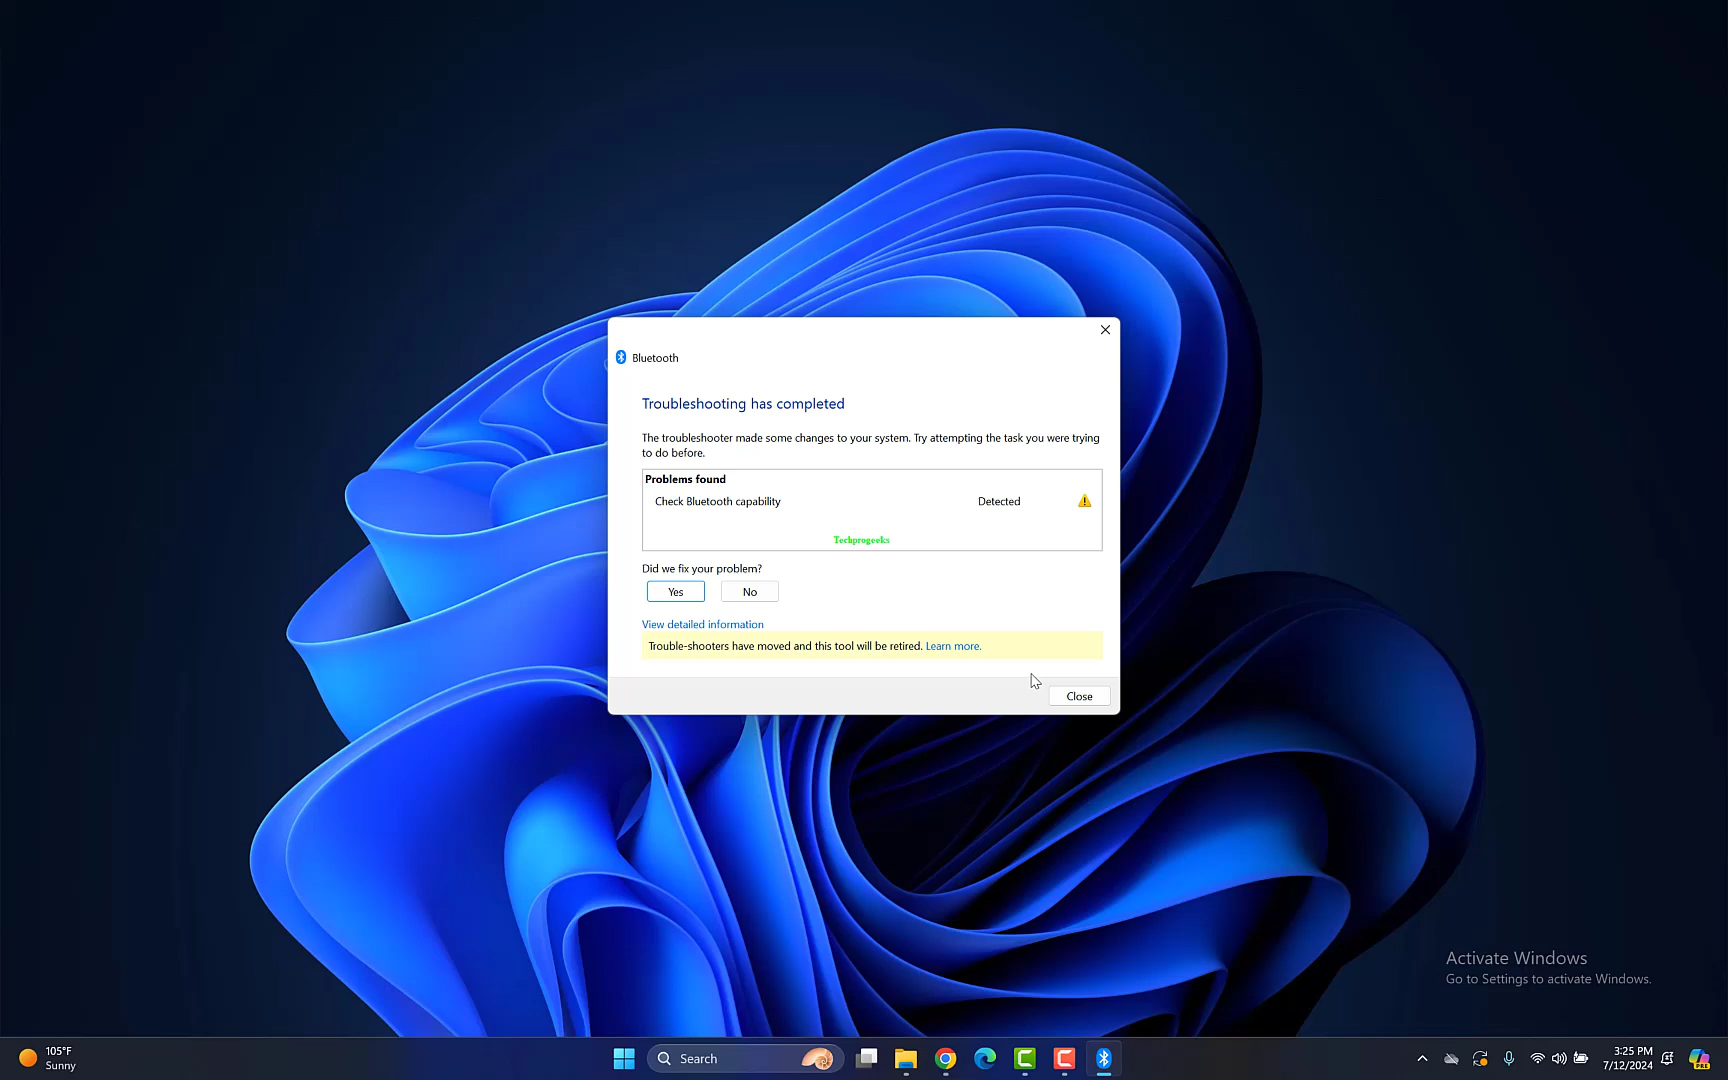 Bluetooth
Troubleshooting has completed
The troubleshooter made some changes to your system. Try attempting the task you were trying
to do before.
Problems found
Check Bluetooth capability Detected
Techprogeeks
Did we fix your problem?
Yes No
View detailed information
Trouble-shooters have moved and this tool will be retired. Learn more.
Close
Activate Windows
Go to Settings to activate Windows.
105°F
Sunny
Search
3:25 PM
7/12/2024
PRE